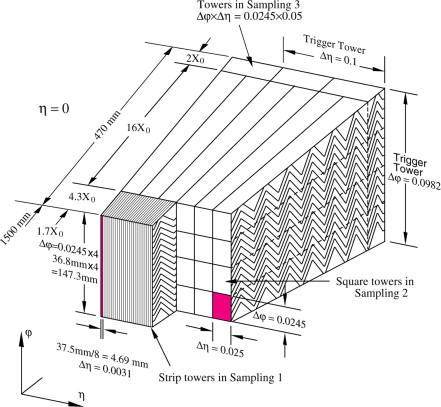 Towers in Sampling 3
Δφ×Δη = 0.0245×0.05
Trigger Tower
Δη = 0.1
2X0
η = 0
470 mm
16X0
Trigger
Tower
Δφ = 0.0982
4.3X0
1500 mm
1.7X0
Δφ=0.0245x4
36.8mmx4
=147.3mm
Square towers in
Sampling 2
Δφ = 0.0245
37.5mm/8 = 4.69 mm
Δη = 0.0031
Δη = 0.025
Strip towers in Sampling 1
φ
η